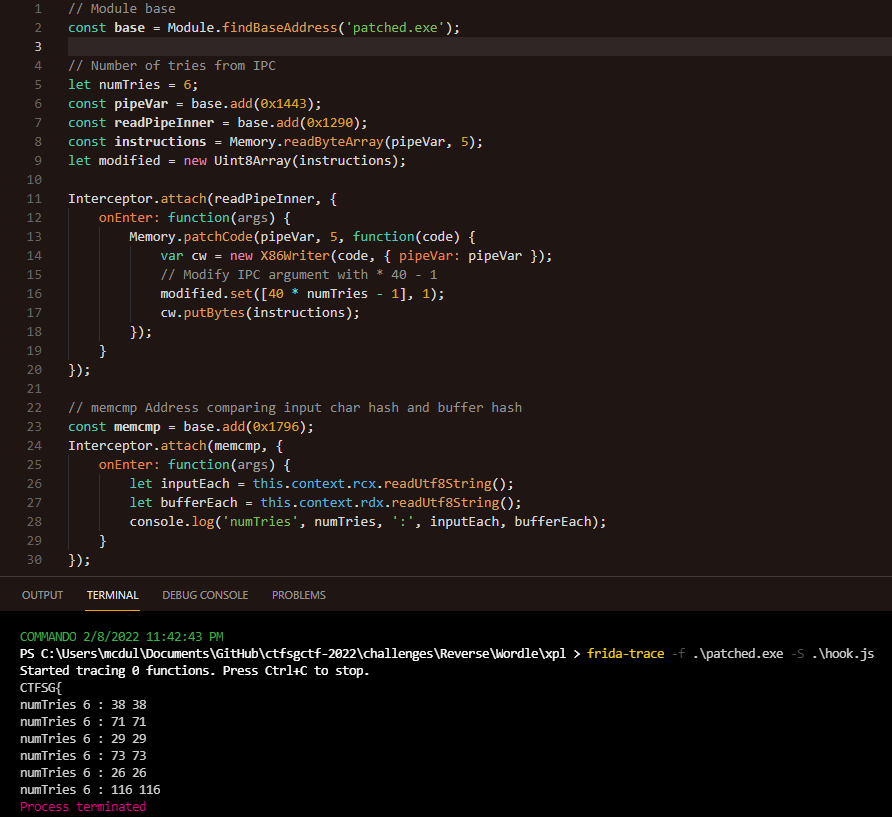 1 // Module base
2 const base = Module.findBaseAddress('patched.exe');
3
4 // Number of tries from IPC
5 let numTries = 6;
6 const pipeVar = base.add(0x1443);
7 const readPipeInner = base.add(0x1290);
8 const instructions = Memory.readByteArray(pipeVar, 5);
9 let modified = new Uint8Array(instructions);
10
11 Interceptor.attach(readPipeInner, {
12     onEnter: function(args) {
13         Memory.patchCode(pipeVar, 5, function(code) {
14             var cw = new X86Writer(code, { pipeVar: pipeVar });
15             // Modify IPC argument with * 40 - 1
16             modified.set([40 * numTries - 1], 1);
17             cw.putBytes(instructions);
18         });
19     }
20 });
21
22 // memcmp Address comparing input char hash and buffer hash
23 const memcmp = base.add(0x1796);
24 Interceptor.attach(memcmp, {
25     onEnter: function(args) {
26         let inputEach = this.context.rcx.readUtf8String();
27         let bufferEach = this.context.rdx.readUtf8String();
28         console.log('numTries', numTries, ':', inputEach, bufferEach);
29     }
30 });
OUTPUT TERMINAL DEBUG CONSOLE PROBLEMS
COMMANDO 2/8/2022 11:42:43 PM
PS C:\Users\mcdul\Documents\GitHub\ctfsgctf-2022\challenges\Reverse\Wordle\xpl > frida-trace -f .\patched.exe -S .\hook.js
Started tracing 0 functions. Press Ctrl+C to stop.
CTFSG{
numTries 6 : 38 38
numTries 6 : 71 71
numTries 6 : 29 29
numTries 6 : 73 73
numTries 6 : 26 26
numTries 6 : 116 116
Process terminated